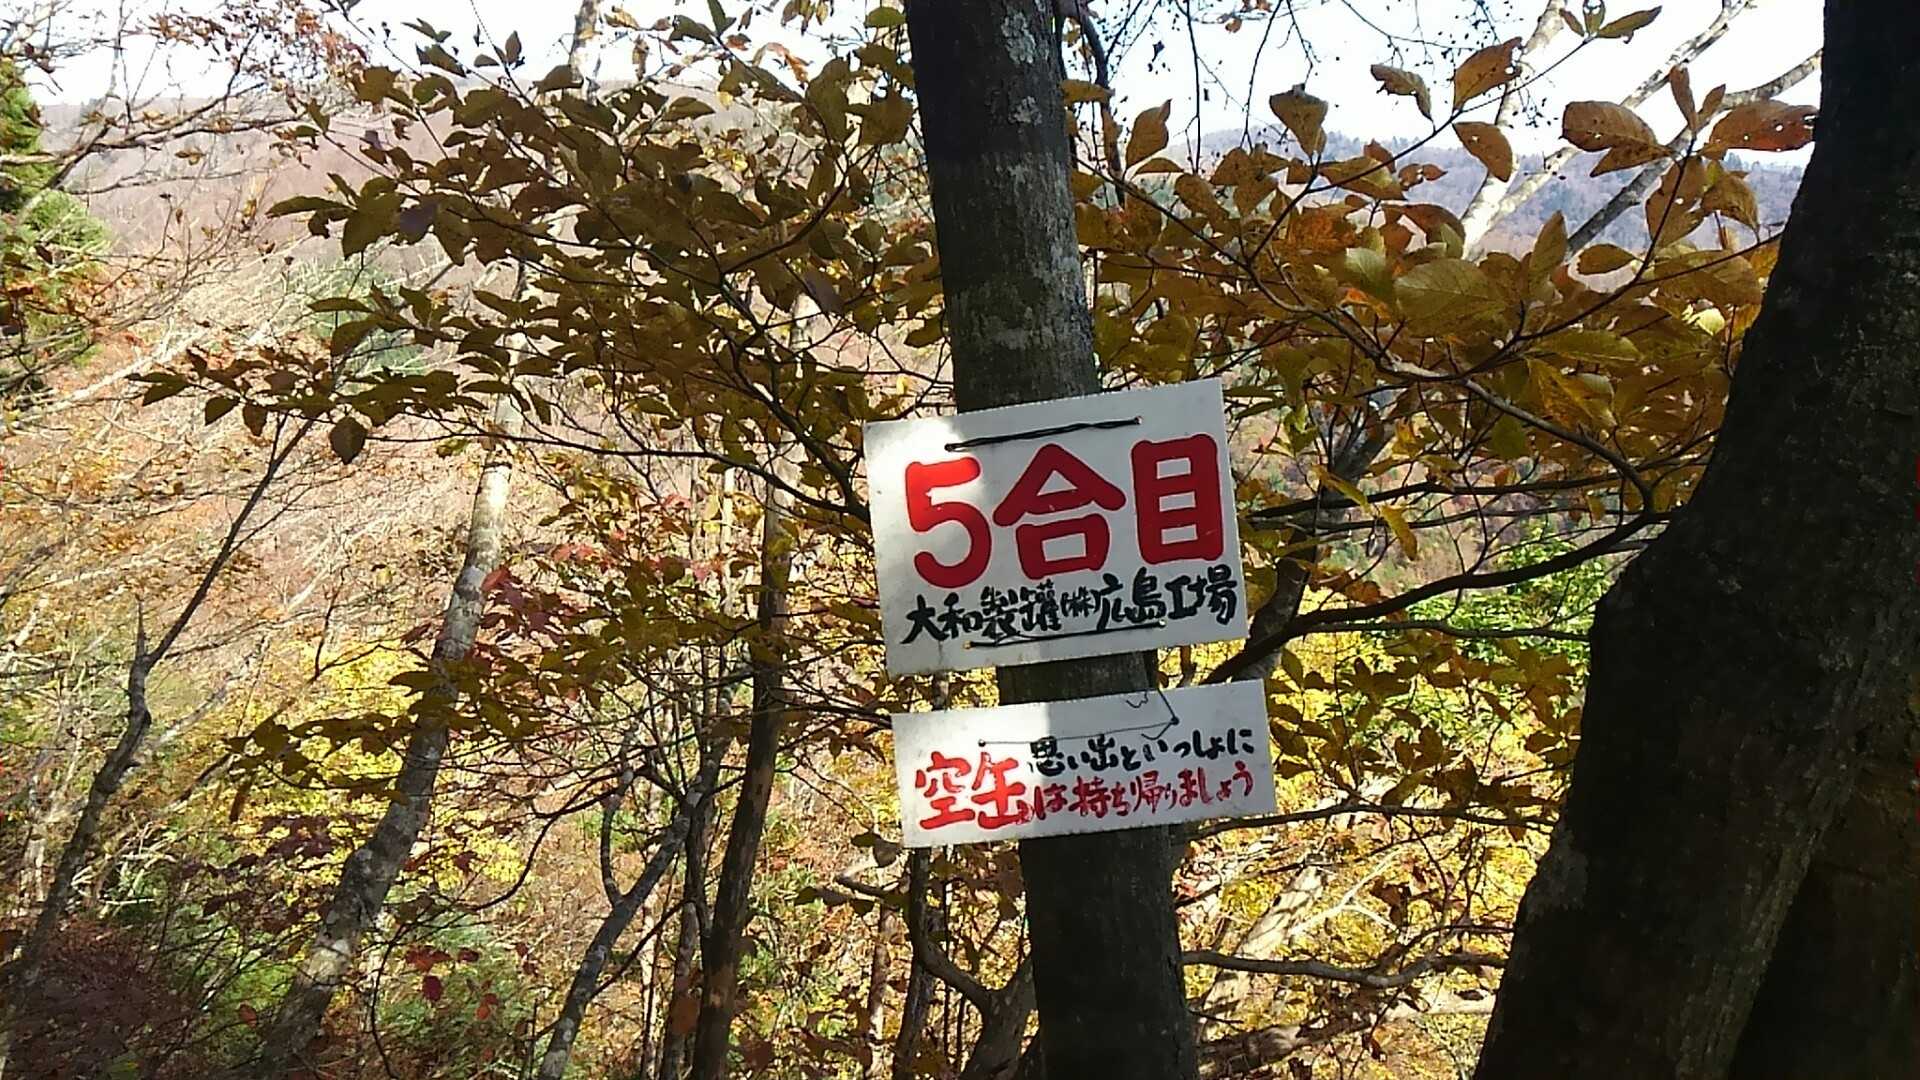 5合目
大和製罐㈱広島工場
思い出といっしょに
空缶は持ち帰りましょう